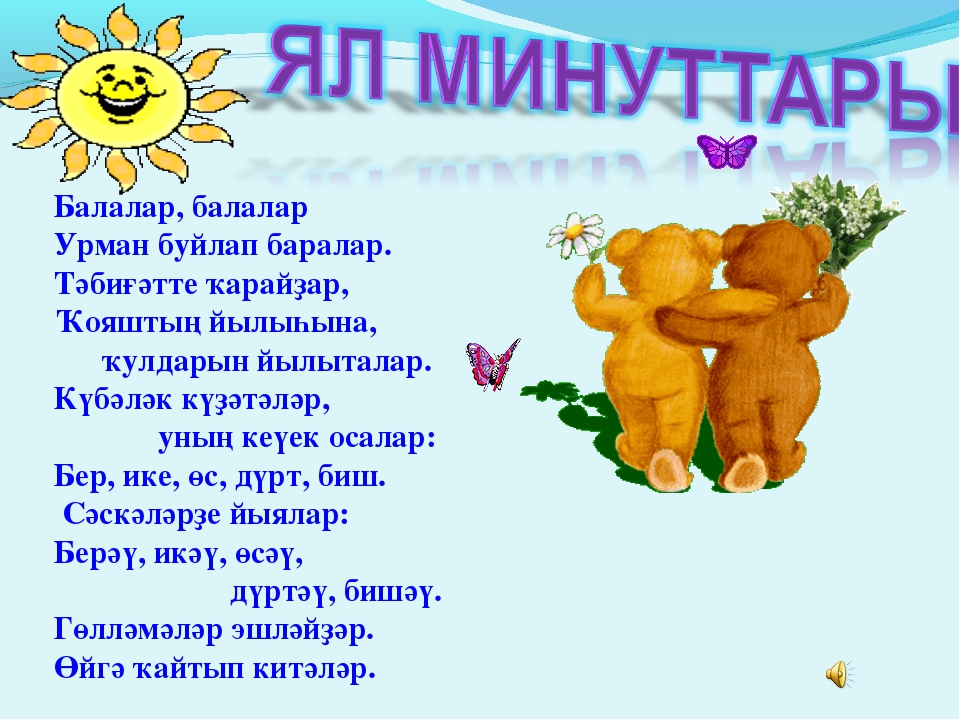 ЯЛ МИНУТТАРЫ
Балалар, балалар
Урман буйлап баралар.
Тәбиғәтте ҡарайҙар,
Ҡояштың йылыһына,
ҡулдарын йылыталар.
Күбәләк күҙәтәләр,
уның кеүек осалар:
Бер, ике, өс, дүрт, биш.
Сәскәләрҙе йыялар:
Берәү, икәү, өсәү,
дүртәү, бишәү.
Гөлләмәләр эшләйҙәр.
Өйгә ҡайтып китәләр.